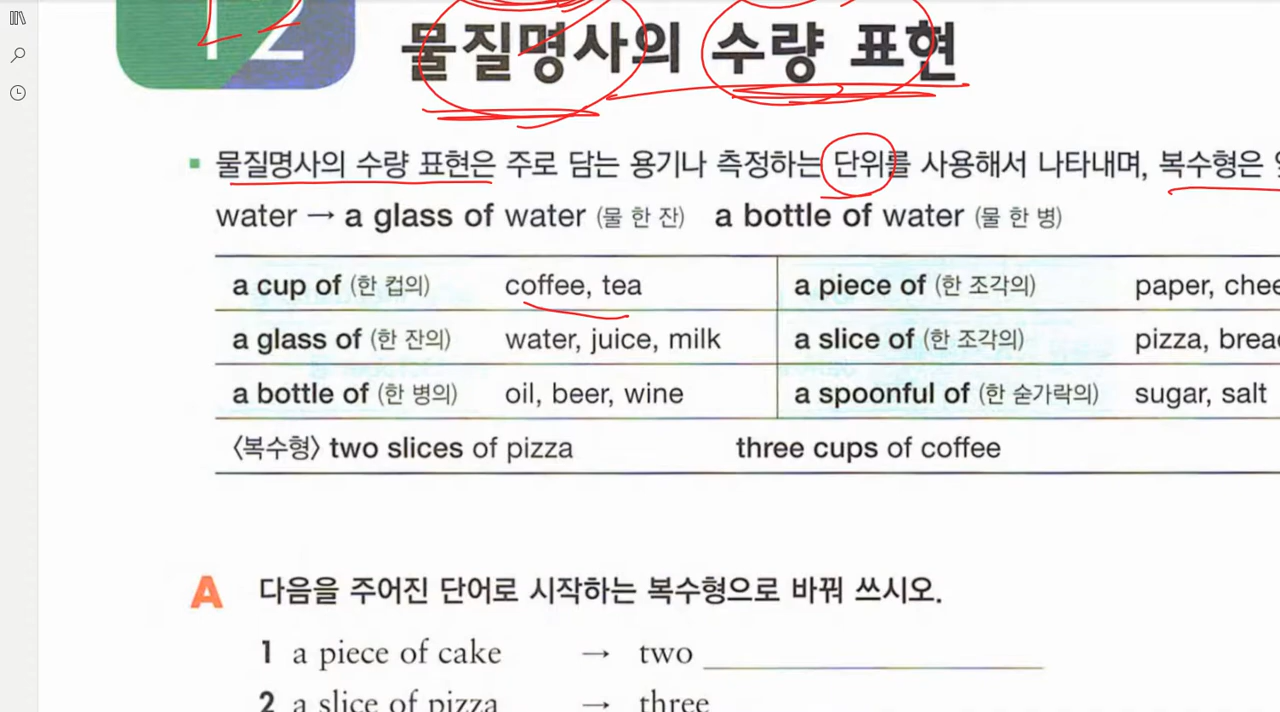 12
물질명사의 수량 표현
물질명사의 수량 표현은 주로 담는 용기나 측정하는 단위를 사용해서 나타내며, 복수형은
water → a glass of water (물 한 잔) a bottle of water (물 한 병)
a cup of (한 컵의) coffee, tea a piece of (한 조각의) paper,
a glass of (한 잔의) water, juice, milk a slice of (한 조각의) pizza,
a bottle of (한 병의) oil, beer, wine a spoonful of (한 숟가락의) sugar, salt
〈복수형〉 two slices of pizza three cups of coffee
A 다음을 주어진 단어로 시작하는 복수형으로 바꿔 쓰시오.
1 a piece of cake → two
2 a slice of pizza → three